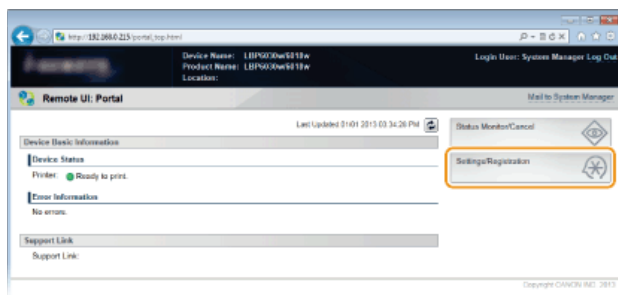 http://192.168.0.215/portal_top.html
Device Name: LBP6030w/6018w
Product Name: LBP6030w/6018w
Location:
Login User: System Manager Log Out
Remote UI: Portal
Mail to System Manager
Last Updated 01/01 2013 03:34:28 PM
Device Basic Information
Device Status
Printer: Ready to print.
Error Information
No errors.
Support Link
Support Link:
Status Monitor/Cancel
Settings/Registration
Copyright CANON INC. 2013